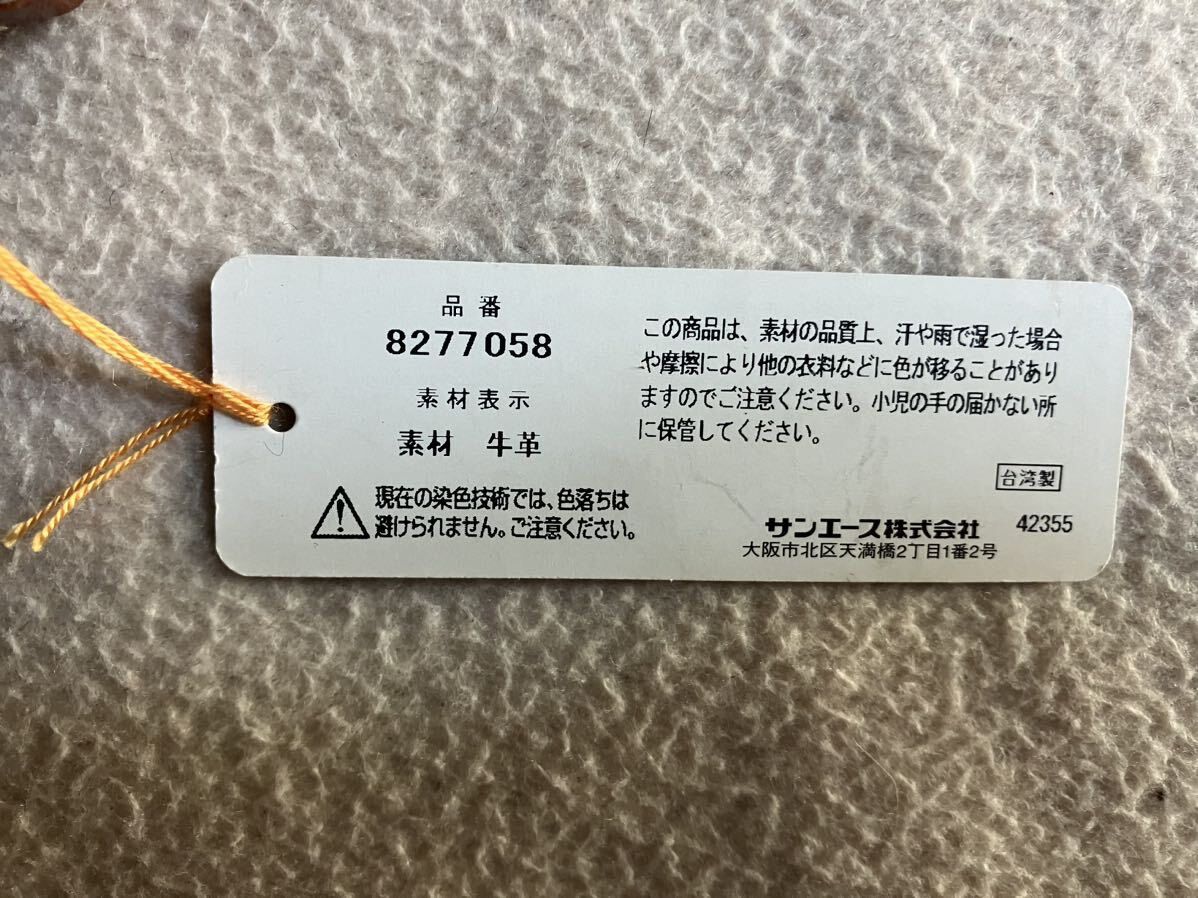 品番
8277058
素材表示
素材 牛革
現在の染色技術では、色落ちは
避けられません。ご注意ください。
この商品は、素材の品質上、汗や雨で湿った場合
や摩擦により他の衣料などに色が移ることがあり
ますのでご注意ください。小児の手の届かない所
に保管してください。
台湾製
サンエース株式会社 42355
大阪市北区天満橋2丁目1番2号